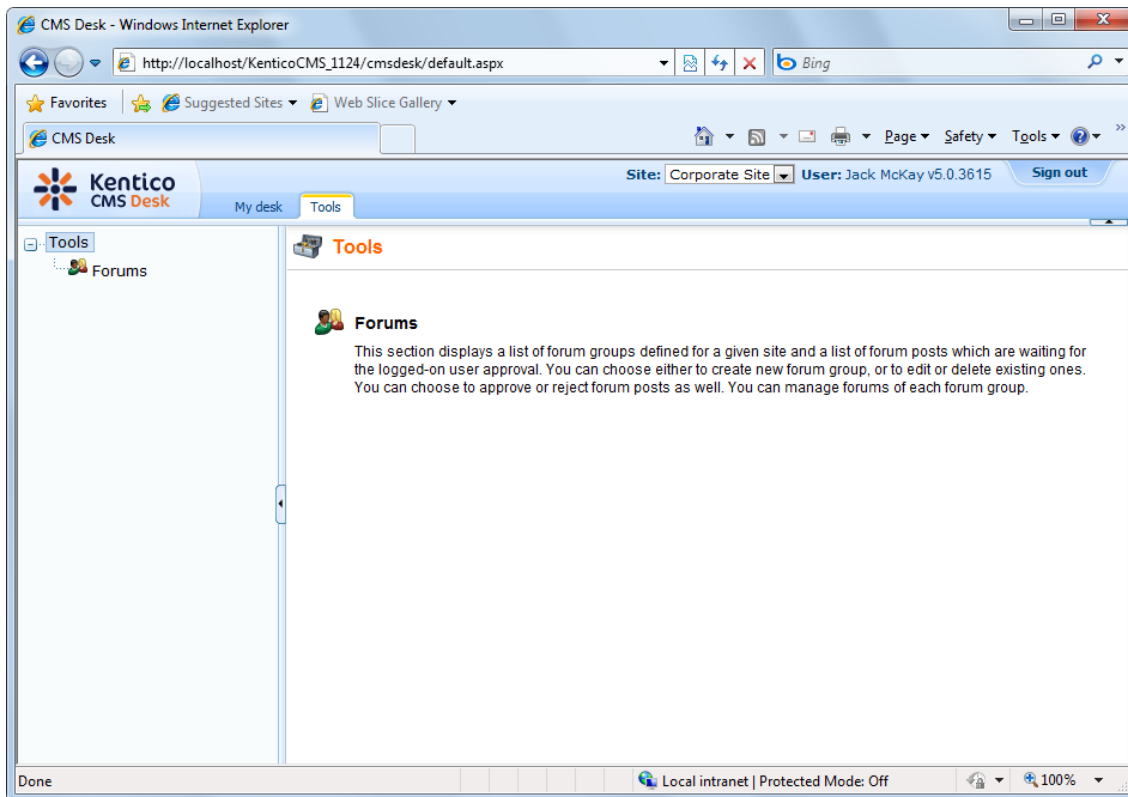 CMS Desk - Windows Internet Explorer
http://localhost/KenticoCMS_1124/cmsdesk/default.aspx
Bing
Favorites Suggested Sites Web Slice Gallery
CMS Desk
Page Safety Tools »
Kentico
CMS Desk
My desk Tools
Site: Corporate Site User: Jack McKay v5.0.3615 Sign out
Tools
Forums
Tools
Forums
This section displays a list of forum groups defined for a given site and a list of forum posts which are waiting for
the logged-on user approval. You can choose either to create new forum group, or to edit or delete existing ones.
You can choose to approve or reject forum posts as well. You can manage forums of each forum group.
Done Local intranet | Protected Mode: Off 100%